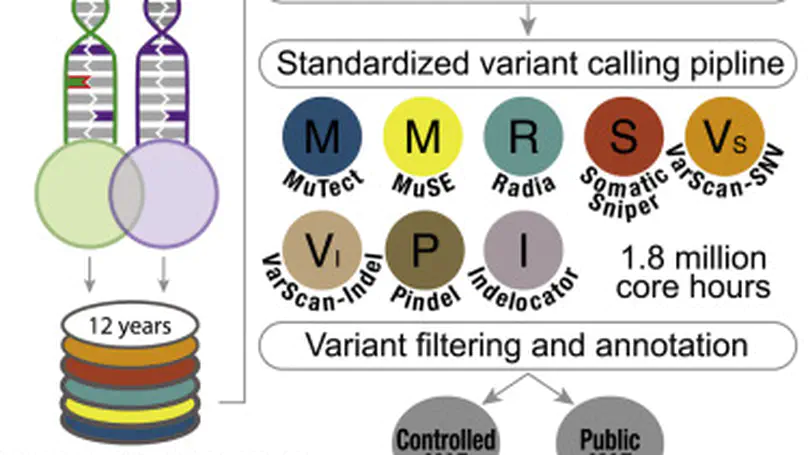 Standardized variant calling pipline
M M R S Vs
MuTect MuSE Radia Somatic Sniper VarScan-SNV
VI P I
VarScan-Indel Pindel Indelocator
1.8 million
core hours
12 years
Variant filtering and annotation
Controlled Public